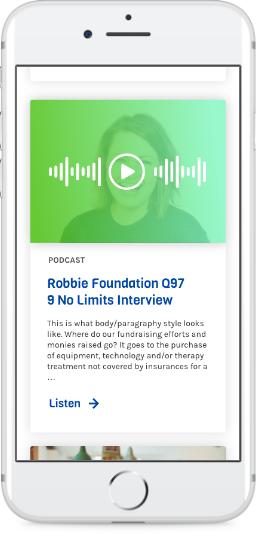 PODCAST
Robbie Foundation Q97
9 No Limits Interview
This is what body/paragraphy style looks
like. Where do our fundraising efforts and
monies raised go? It goes to the purchase
of equipment, technology and/or therapy
treatment not covered by insurances for a
...
Listen